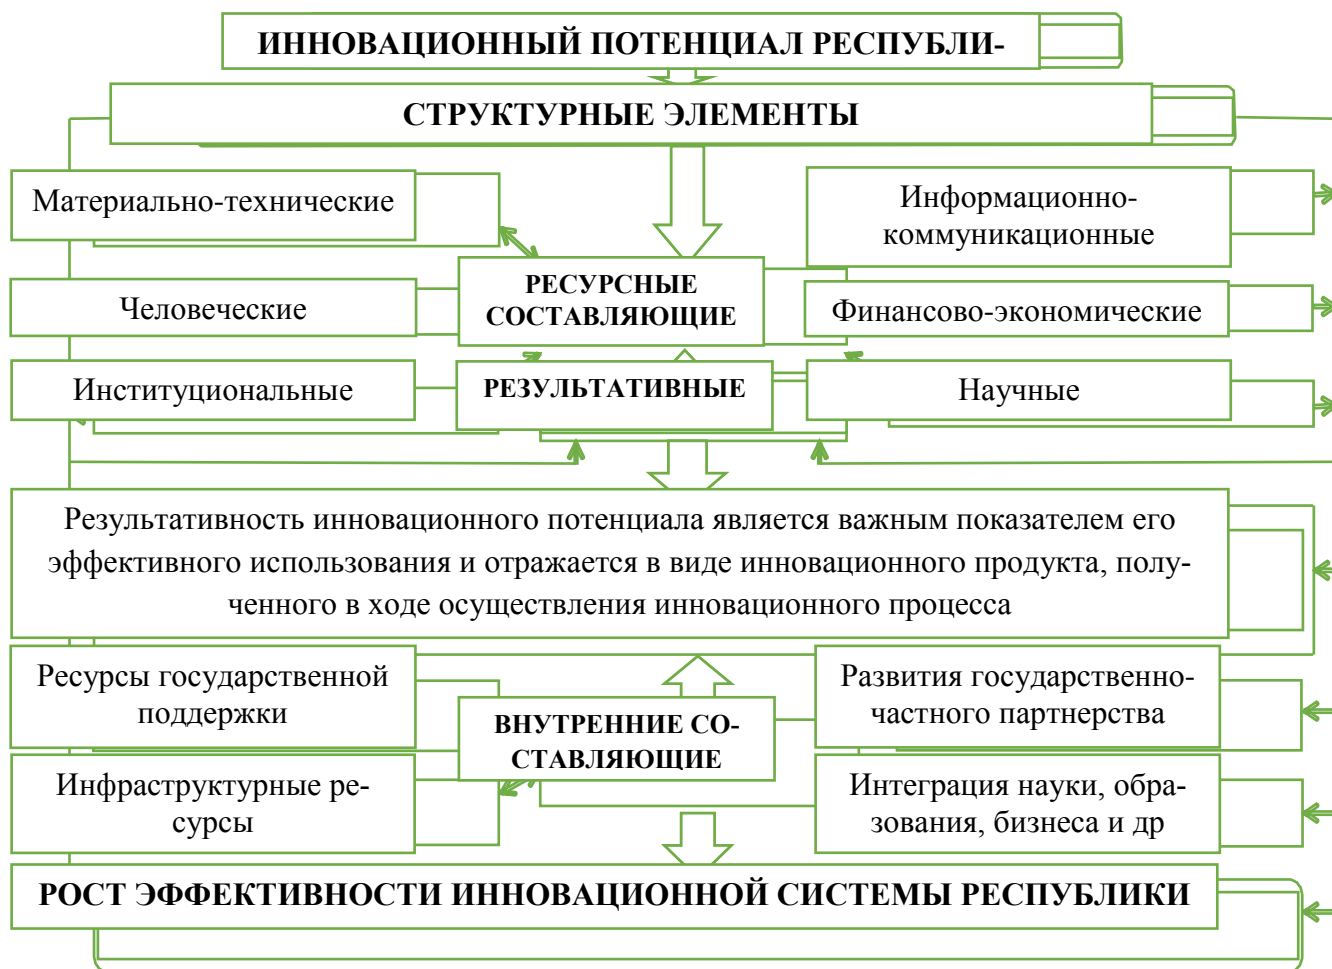 ИННОВАЦИОННЫЙ ПОТЕНЦИАЛ РЕСПУБЛИ-
СТРУКТУРНЫЕ ЭЛЕМЕНТЫ
Материально-технические
Информационно-
коммуникационные
РЕСУРСНЫЕ
СОСТАВЛЯЮЩИЕ
Человеческие
Финансово-экономические
Институциональные
РЕЗУЛЬТАТИВНЫЕ
Научные
Результативность инновационного потенциала является важным показателем его
эффективного использования и отражается в виде инновационного продукта, полу-
ченного в ходе осуществления инновационного процесса
Ресурсы государственной
поддержки
Развития государственно-
частного партнерства
ВНУТРЕННИЕ СО-
СТАВЛЯЮЩИЕ
Инфраструктурные ре-
сурсы
Интеграция науки, обра-
зования, бизнеса и др
РОСТ ЭФФЕКТИВНОСТИ ИННОВАЦИОННОЙ СИСТЕМЫ РЕСПУБЛИКИ